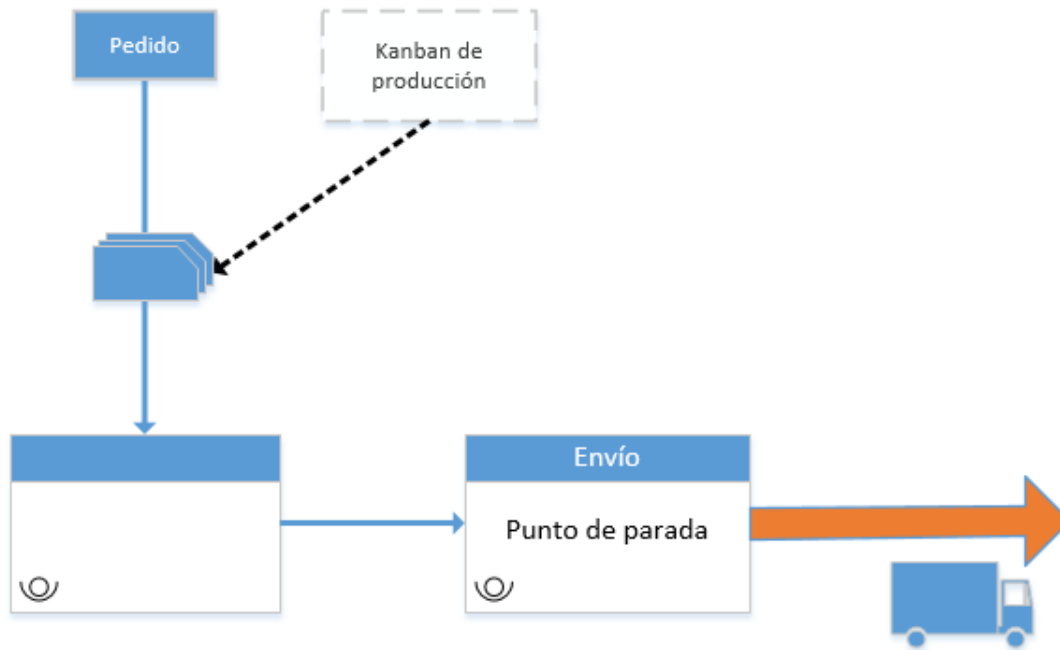 Pedido
Kanban de
producción
Envío
Punto de parada